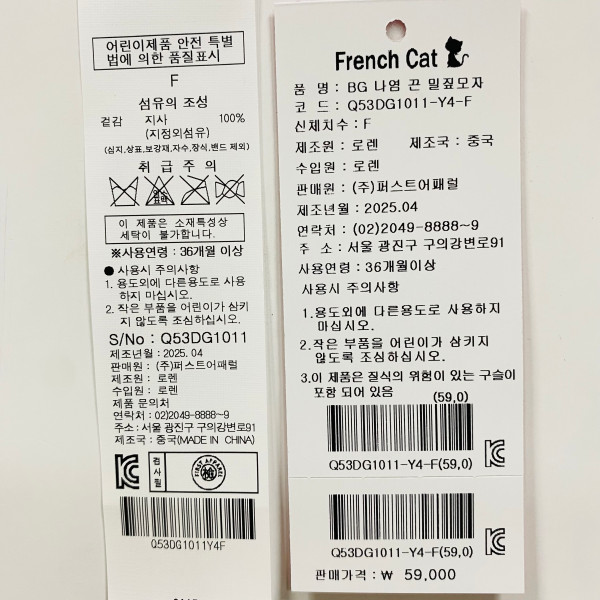 어린이제품 안전 특별
법에 의한 품질표시
F
섬유의 조성
겉감 지사 100%
(지정외섬유)
(심지,상표,보강재,자수,장식,밴드 제외)
취 급 주 의
이 제품은 소재특성상
세탁이 불가합니다.
※사용연령 : 36개월 이상
● 사용시 주의사항
1. 용도외에 다른용도로 사용
하지 마십시오.
2. 작은 부품을 어린이가 삼키
지 않도록 조심하십시오.
S/No : Q53DG1011
제조년월 : 2025. 04
판매원 : (주)퍼스트어패럴
제조원 : 로렌
수입원 : 로렌
제품 문의처
연락처 : 02)2049-8888~9
주소 : 서울 광진구 구의강변로91
제조국 : 중국(MADE IN CHINA)
검사필
FIRST APPAREL
檢
Q53DG1011Y4F
French Cat
품 명 : BG 나염 끈 밀짚모자
코 드 : Q53DG1011-Y4-F
신체치수 : F
제조원 : 로렌 제조국 : 중국
수입원 : 로렌
판매원 : (주)퍼스트어패럴
제조년월 : 2025.04
연락처 : (02)2049-8888~9
주 소 : 서울 광진구 구의강변로91
사용연령 : 36개월이상
사용시 주의사항
1.용도외에 다른용도로 사용하지
마십시오.
2.작은 부품을 어린이가 삼키지
않도록 조심하십시오.
3.이 제품은 질식의 위험이 있는 구슬이
포함 되어 있음 (59,0)
Q53DG1011-Y4-F(59,0)
Q53DG1011-Y4-F(59,0)
판매가격 : ₩ 59,000